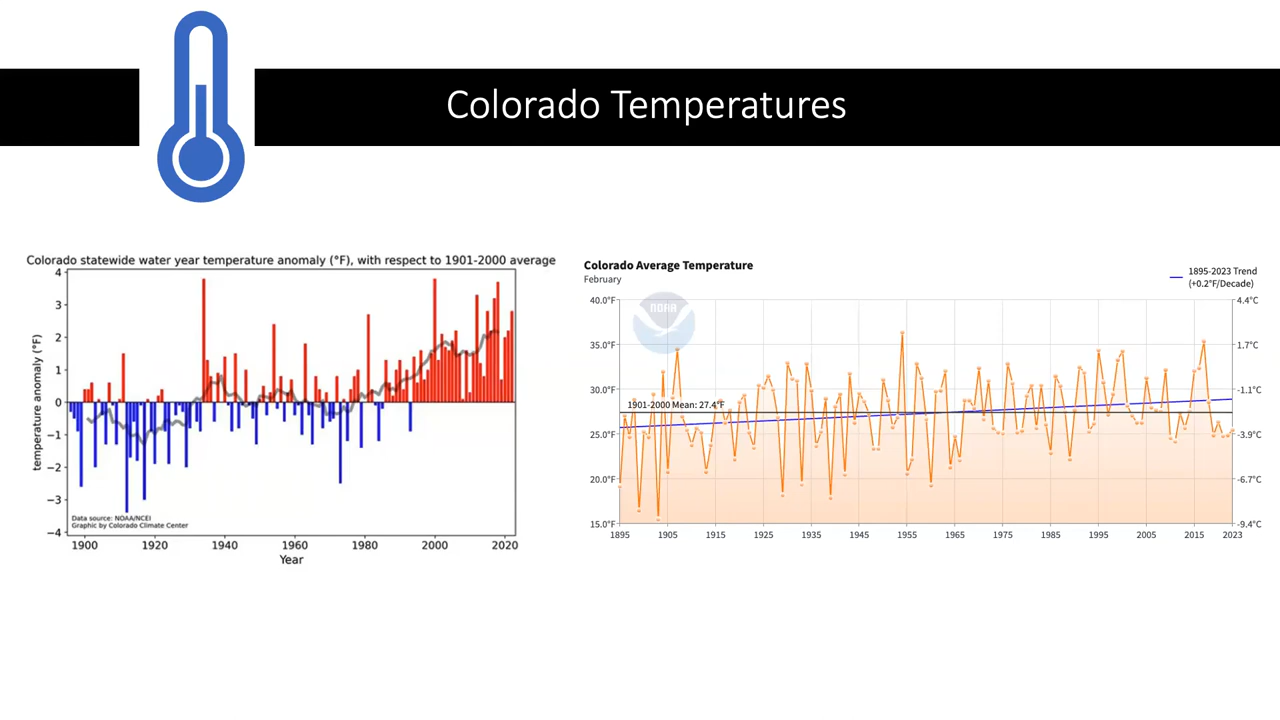 Colorado Temperatures
Colorado statewide water year temperature anomaly (°F), with respect to 1901-2000 average
temperature anomaly (°F)
4
3
2
1
0
−1
−2
−3
−4
Data source: NOAA/NCEI
Graphic by Colorado Climate Center
1900 1920 1940 1960 1980 2000 2020
Year
Colorado Average Temperature
February
1895-2023 Trend
(+0.2°F/Decade)
NOAA
40.0°F 4.4°C
35.0°F 1.7°C
30.0°F -1.1°C
1901-2000 Mean: 27.4°F
25.0°F -3.9°C
20.0°F -6.7°C
15.0°F -9.4°C
1895 1905 1915 1925 1935 1945 1955 1965 1975 1985 1995 2005 2015 2023